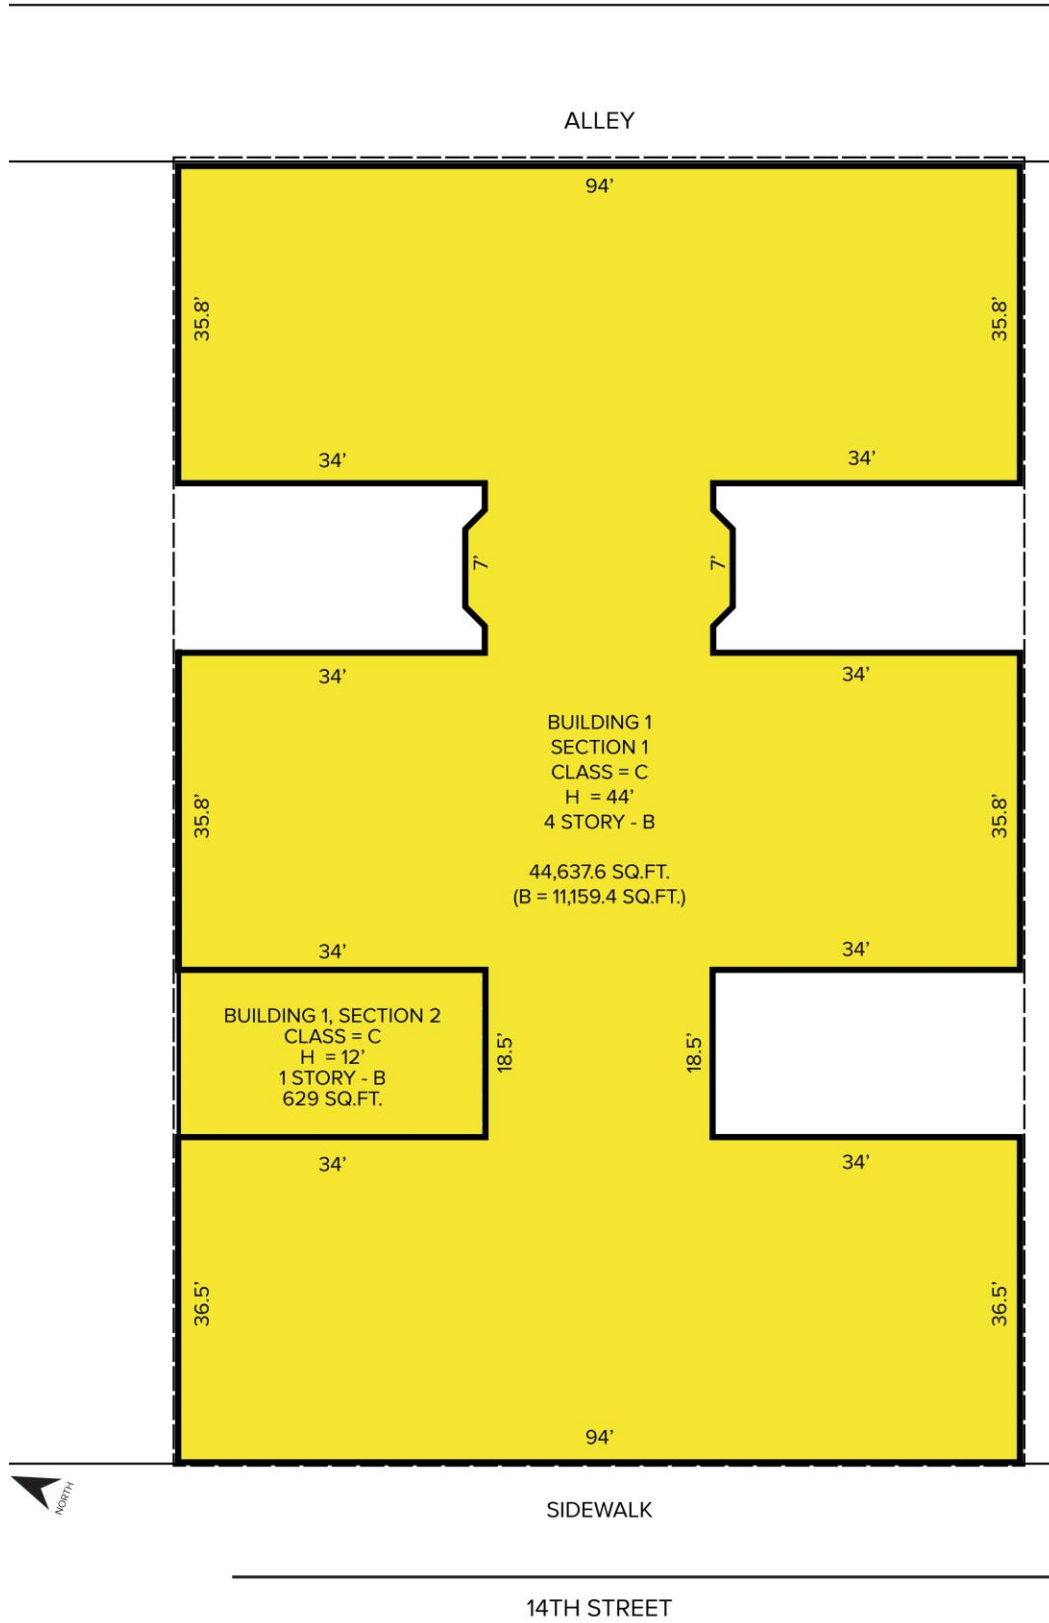 ALLEY
94’
35.8’
35.8’
34’
34’
7’
7’
34’
34’
BUILDING 1
SECTION 1
CLASS = C
H = 44’
4 STORY - B
44,637.6 SQ.FT.
(B = 11,159.4 SQ.FT.)
35.8’
35.8’
34’
34’
BUILDING 1, SECTION 2
CLASS = C
H = 12’
1 STORY - B
629 SQ.FT.
18.5’
18.5’
34’
34’
36.5’
36.5’
94’
NORTH
SIDEWALK
14TH STREET